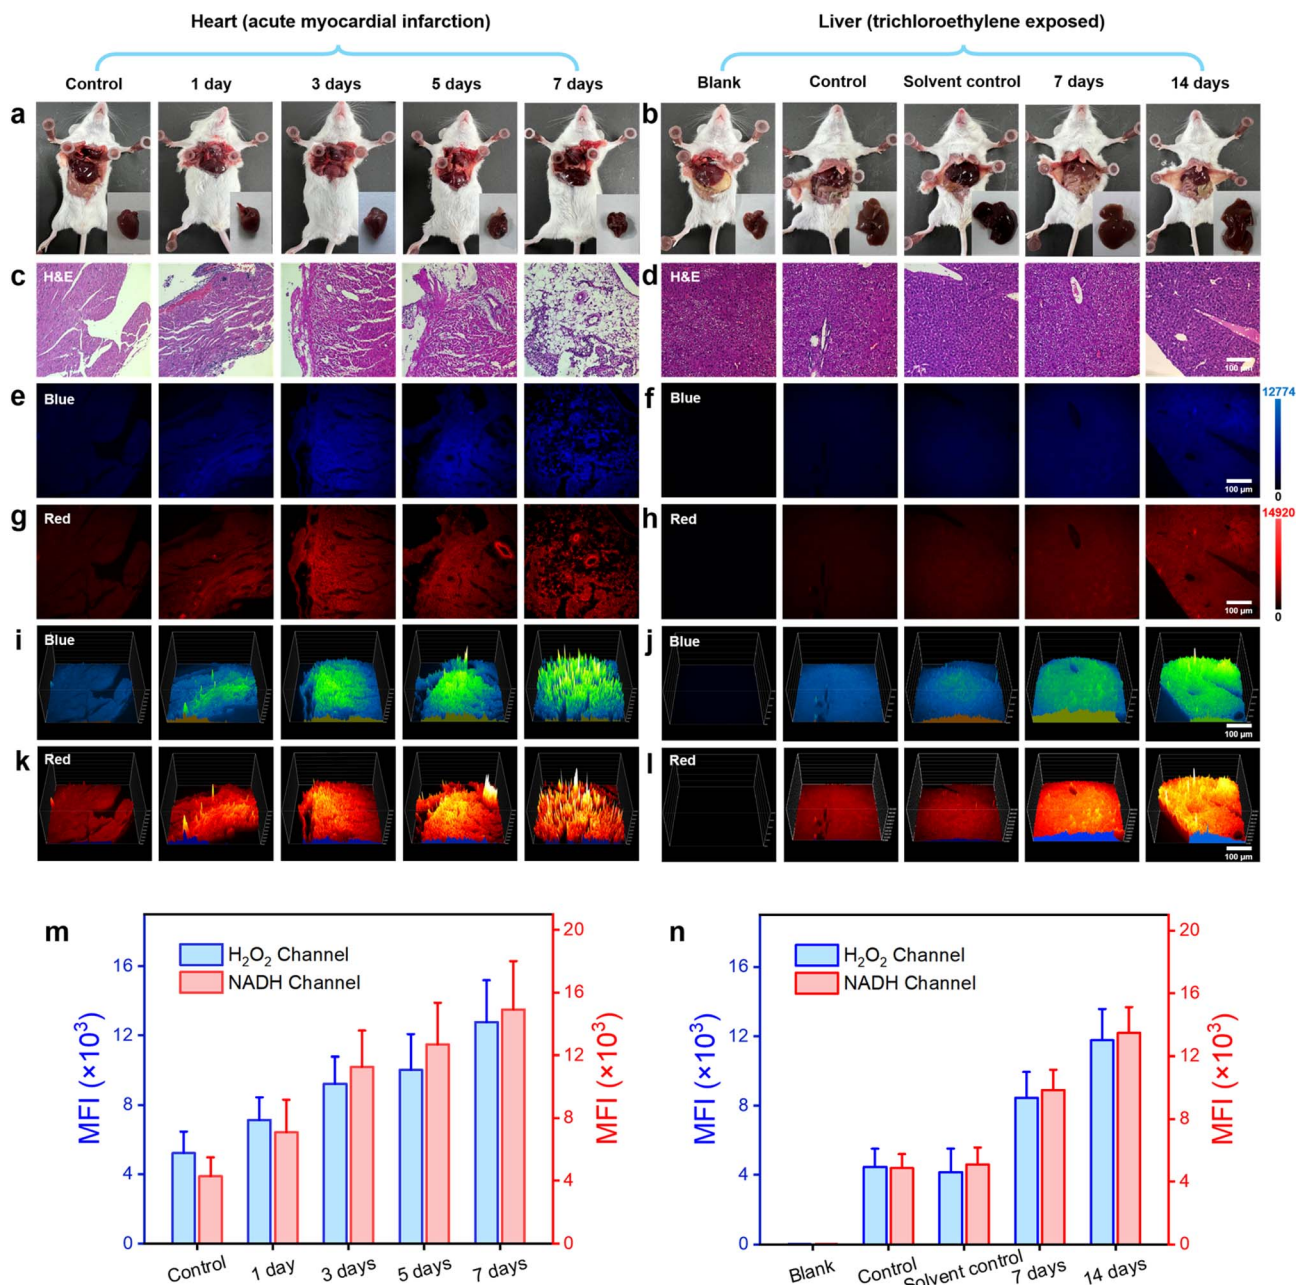 Heart (acute myocardial infarction) Liver (trichloroethylene exposed)
Control 1 day 3 days 5 days 7 days Blank Control Solvent control 7 days 14 days
a b
c H&E d H&E
100 µm
e Blue f Blue 12774
100 µm 0
g Red h Red 14920
100 µm 0
i Blue j Blue
100 µm
k Red l Red
100 µm
m
H₂O₂ Channel
NADH Channel
MFI (×10³)
16
12
8
4
0
MFI (×10³)
20
16
12
8
4
0
Control 1 day 3 days 5 days 7 days
n
H₂O₂ Channel
NADH Channel
MFI (×10³)
16
12
8
4
0
MFI (×10³)
20
16
12
8
4
0
Blank Control Solvent control 7 days 14 days